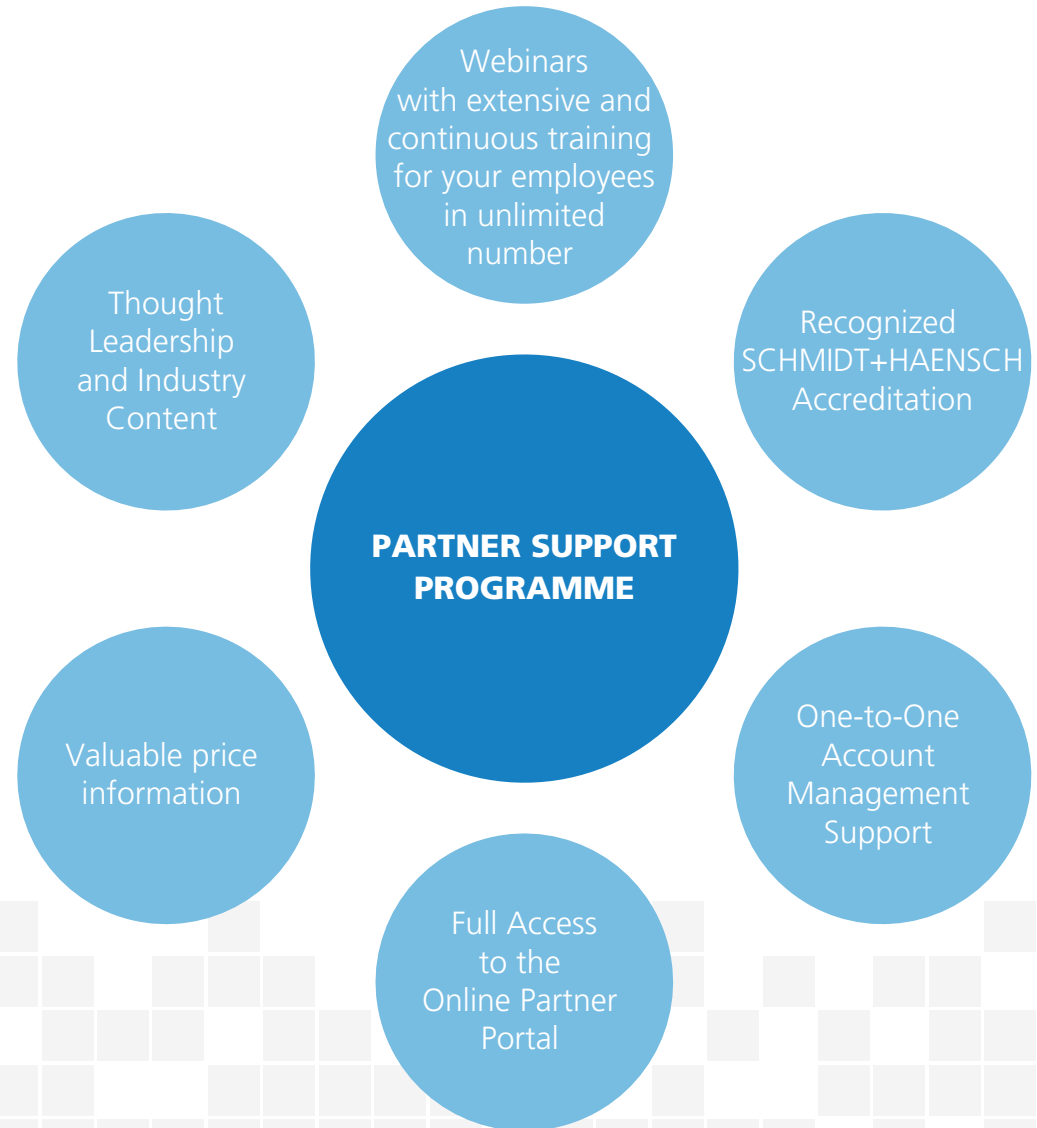 Webinars
with extensive and
continuous training
for your employees
in unlimited
number
Recognized
SCHMIDT+HAENSCH
Accreditation
One-to-One
Account
Management
Support
Full Access
to the
Online Partner
Portal
Valuable price
information
Thought
Leadership
and Industry
Content
PARTNER SUPPORT
PROGRAMME